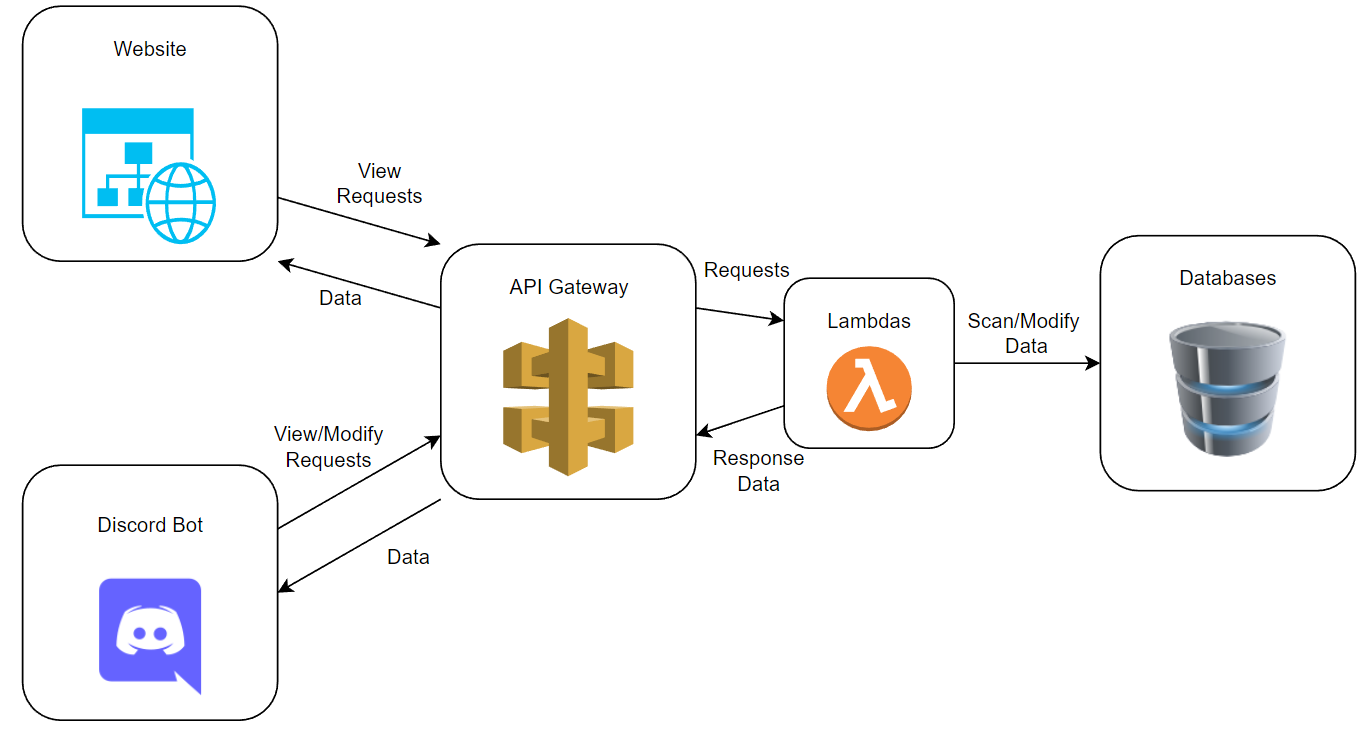 Website
View
Requests
Data
API Gateway
Requests
Lambdas
Scan/Modify
Data
Databases
Response
Data
View/Modify
Requests
Discord Bot
Data